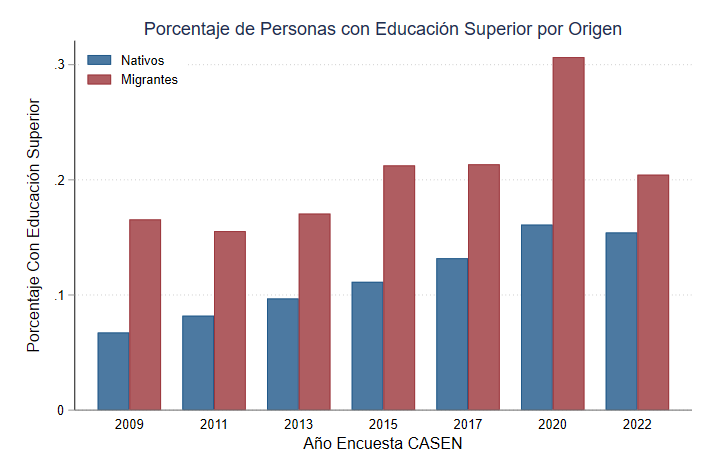 Porcentaje de Personas con Educación Superior por Origen
Nativos
Migrantes
Porcentaje Con Educación Superior
.3
.2
.1
0
2009 2011 2013 2015 2017 2020 2022
Año Encuesta CASEN